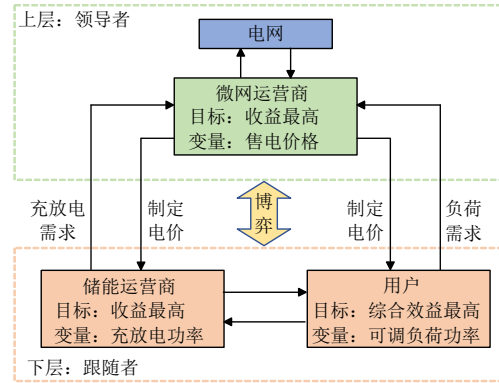 上层：领导者
电网
微网运营商
目标：收益最高
变量：售电价格
充放电
需求
制定
电价
博
弈
制定
电价
负荷
需求
储能运营商
目标：收益最高
变量：充放电功率
用户
目标：综合效益最高
变量：可调负荷功率
下层：跟随者